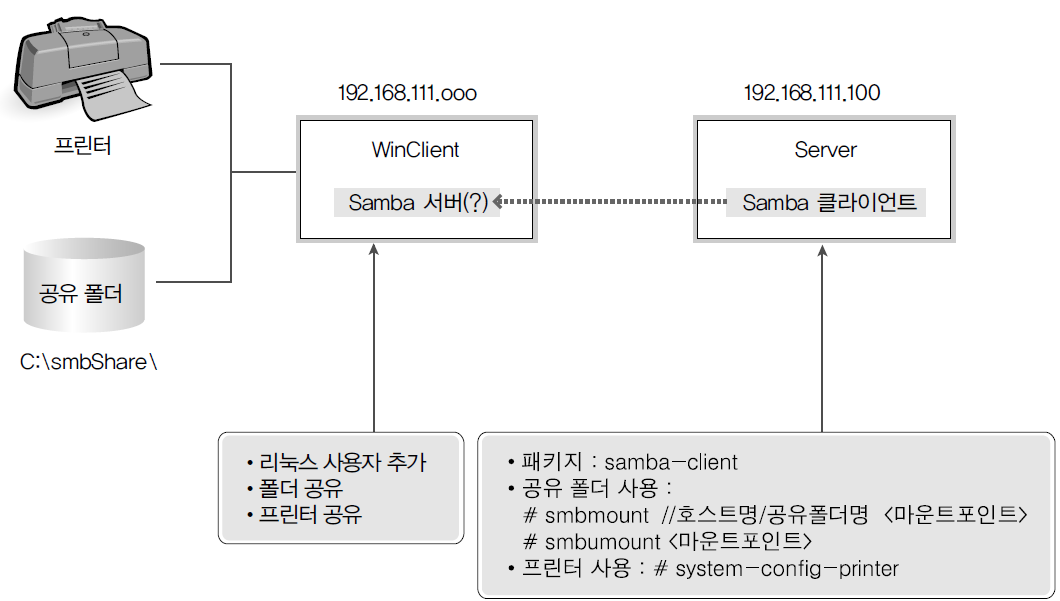 프린터
192.168.111.ooo
192.168.111.100
WinClient
Server
Samba 서버(?)
Samba 클라이언트
공유 폴더
C:\smbShare\
• 리눅스 사용자 추가
• 폴더 공유
• 프린터 공유
• 패키지 : samba-client
• 공유 폴더 사용 :
# smbmount //호스트명/공유폴더명 <마운트포인트>
# smbumount <마운트포인트>
• 프린터 사용 : # system-config-printer